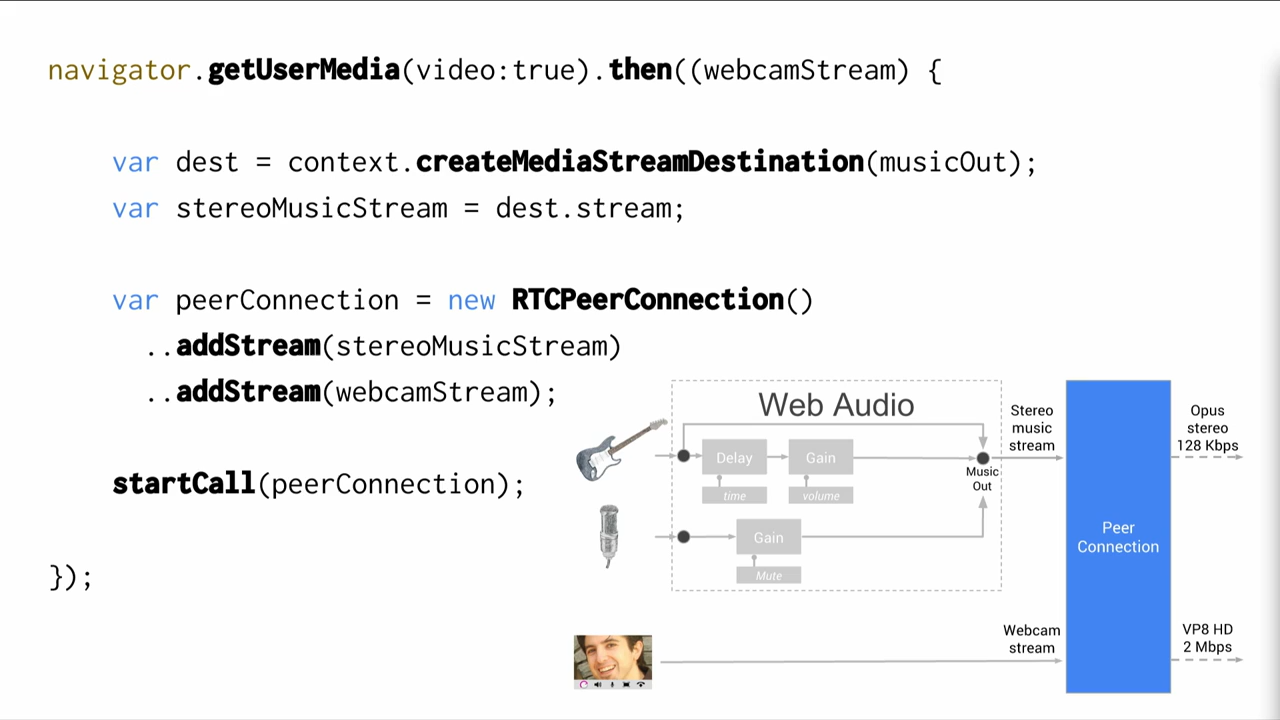 navigator.getUserMedia(video:true).then((webcamStream) {
var dest = context.createMediaStreamDestination(musicOut);
var stereoMusicStream = dest.stream;
var peerConnection = new RTCPeerConnection()
..addStream(stereoMusicStream)
..addStream(webcamStream);
startCall(peerConnection);
});
Web Audio
Delay
time
Gain
volume
Gain
Mute
Music
Out
Stereo
music
stream
Webcam
stream
Peer
Connection
Opus
stereo
128 Kbps
VP8 HD
2 Mbps